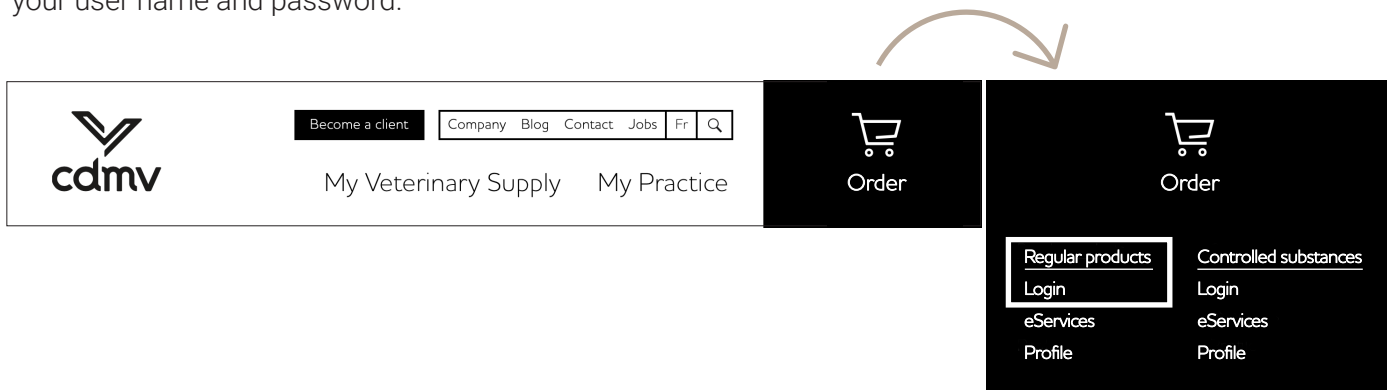 your user name and password.
Become a client
Company Blog Contact Jobs Fr
cdmv
My Veterinary Supply My Practice
Order
Order
Regular products
Login
eServices
Profile
Controlled substances
Login
eServices
Profile